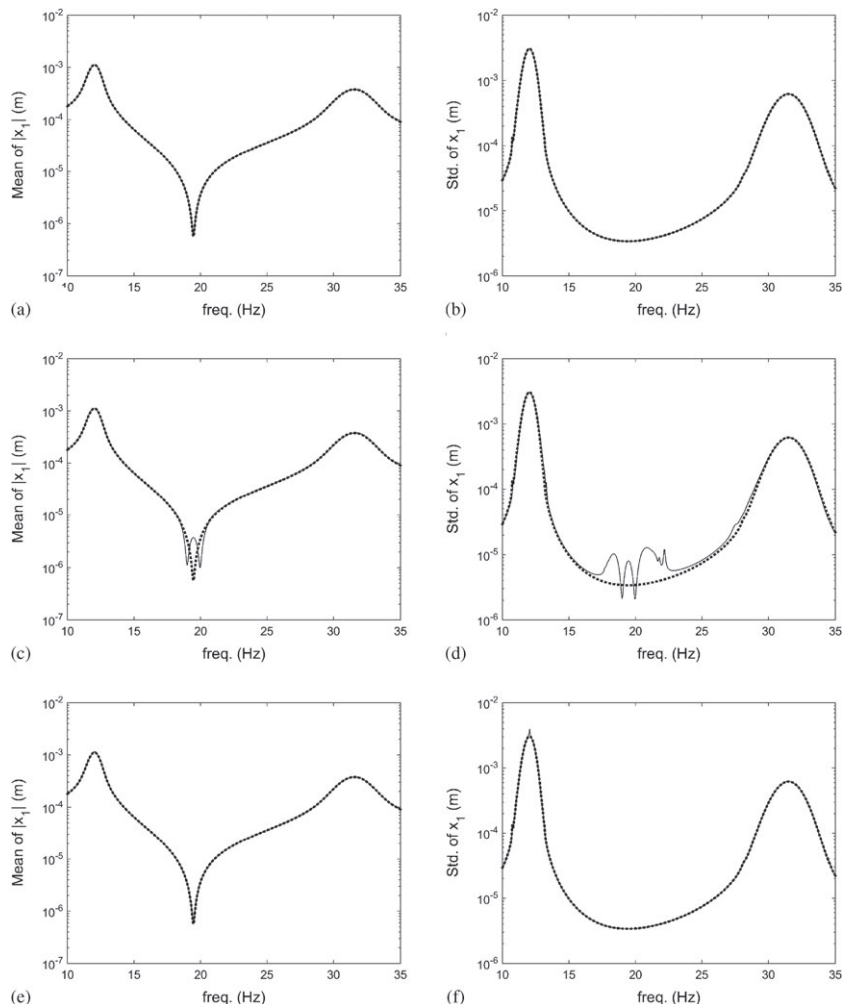 10⁻²
10⁻³
10⁻⁴
10⁻⁵
10⁻⁶
10⁻⁷
Mean of |x₁| (m)
10 15 20 25 30 35
freq. (Hz)
(a)
10⁻²
10⁻³
10⁻⁴
10⁻⁵
10⁻⁶
Std. of x₁ (m)
10 15 20 25 30 35
freq. (Hz)
(b)
10⁻²
10⁻³
10⁻⁴
10⁻⁵
10⁻⁶
10⁻⁷
Mean of |x₁| (m)
10 15 20 25 30 35
freq. (Hz)
(c)
10⁻²
10⁻³
10⁻⁴
10⁻⁵
10⁻⁶
Std. of x₁ (m)
10 15 20 25 30 35
freq. (Hz)
(d)
10⁻²
10⁻³
10⁻⁴
10⁻⁵
10⁻⁶
10⁻⁷
Mean of |x₁| (m)
10 15 20 25 30 35
freq. (Hz)
(e)
10⁻²
10⁻³
10⁻⁴
10⁻⁵
10⁻⁶
Std. of x₁ (m)
10 15 20 25 30 35
freq. (Hz)
(f)